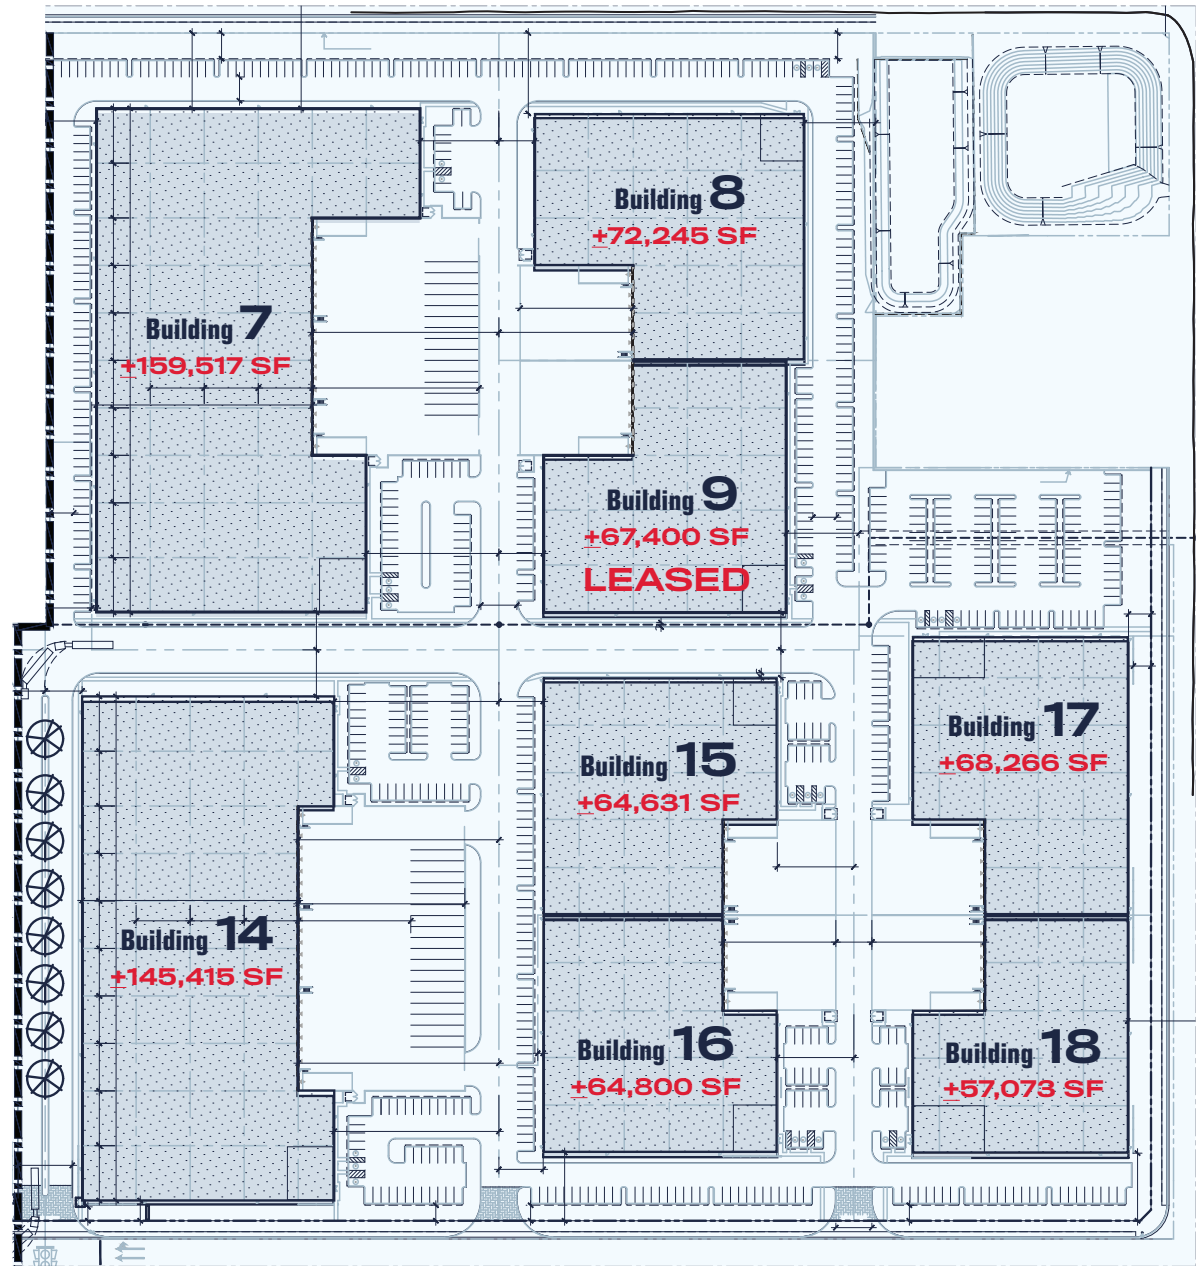 Building 7
±159,517 SF
Building 8
±72,245 SF
Building 9
±67,400 SF
LEASED
Building 14
±145,415 SF
Building 15
±64,631 SF
Building 16
±64,800 SF
Building 17
±68,266 SF
Building 18
±57,073 SF